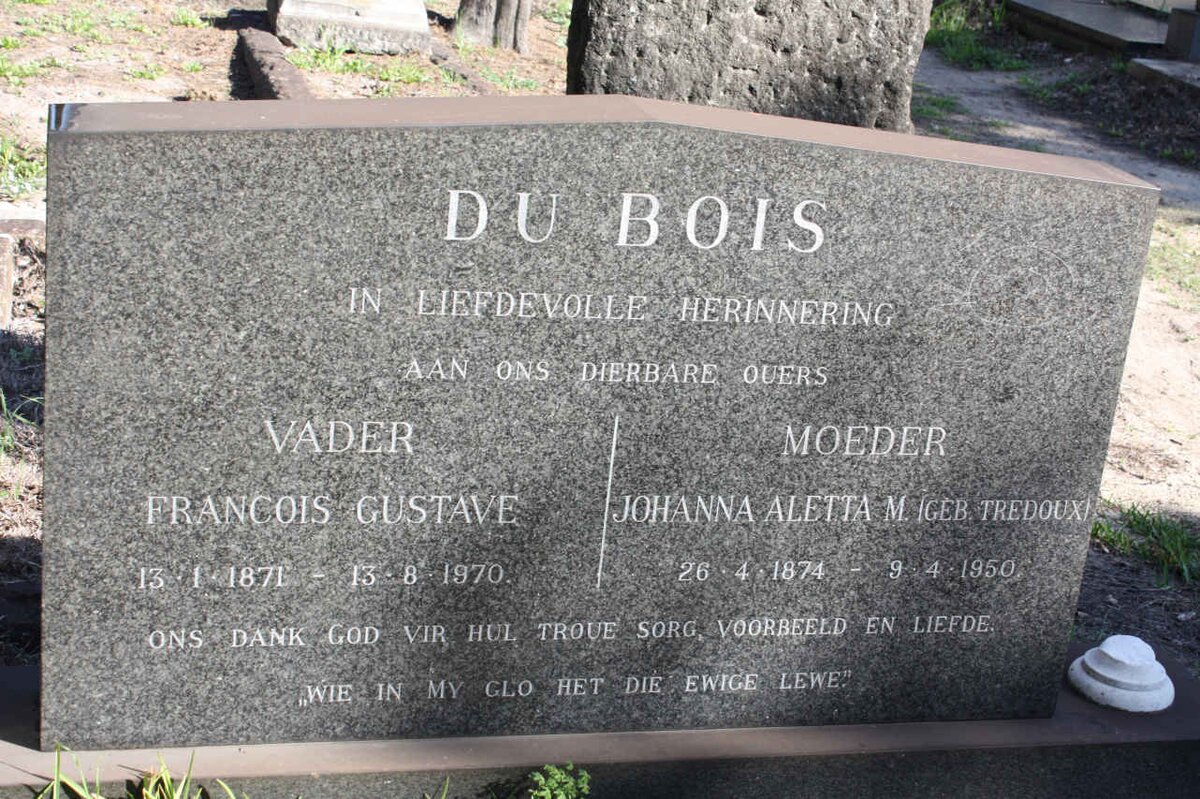 DU BOIS
IN LIEFDEVOLLE HERINNERING
AAN ONS DIERBARE OUERS
VADER
FRANCOIS GUSTAVE
13·1·1871 – 13·8·1970.
MOEDER
JOHANNA ALETTA M. (GEB. TREDOUX)
26·4·1874 – 9·4·1950.
ONS DANK GOD VIR HUL TROUE SORG, VOORBEELD EN LIEFDE.
„WIE IN MY GLO HET DIE EWIGE LEWE."